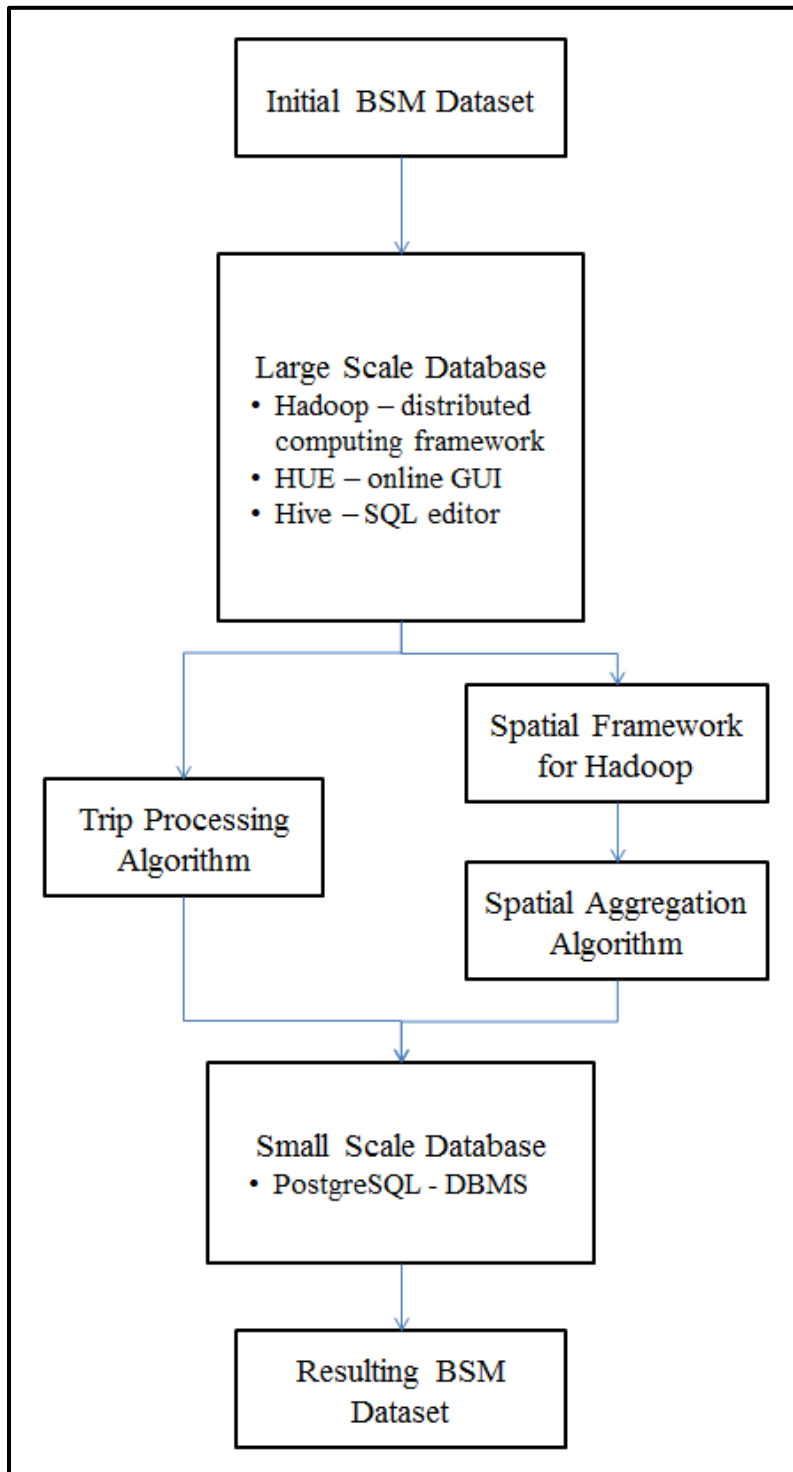 Initial BSM Dataset
Large Scale Database
• Hadoop – distributed
computing framework
• HUE – online GUI
• Hive – SQL editor
Spatial Framework
for Hadoop
Trip Processing
Algorithm
Spatial Aggregation
Algorithm
Small Scale Database
• PostgreSQL - DBMS
Resulting BSM
Dataset